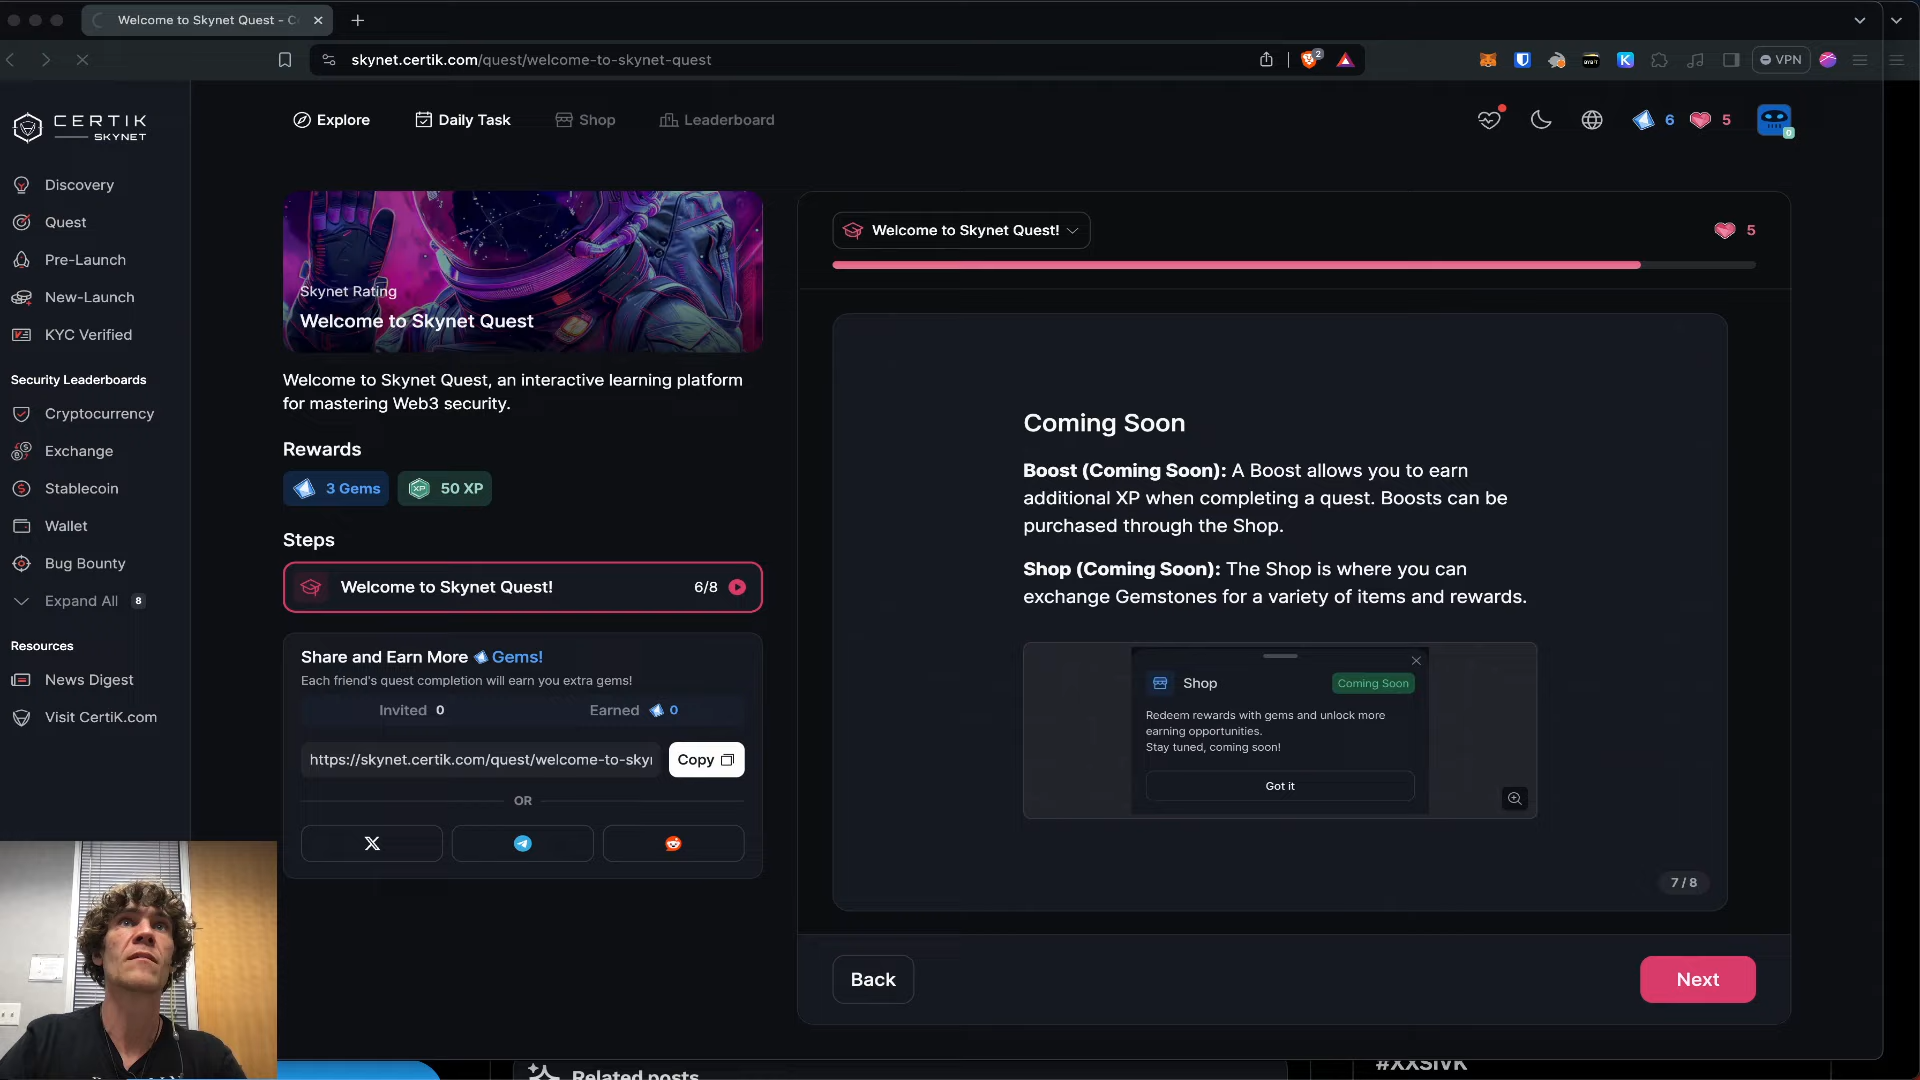 Welcome to Skynet Quest - C
skynet.certik.com/quest/welcome-to-skynet-quest
2
BYBIT
K
VPN
CERTIK
SKYNET
Explore
Daily Task
Shop
Leaderboard
6
5
0
Discovery
Quest
Pre-Launch
New-Launch
KYC Verified
Security Leaderboards
Cryptocurrency
Exchange
Stablecoin
Wallet
Bug Bounty
Expand All 8
Resources
News Digest
Visit CertiK.com
Skynet Rating
Welcome to Skynet Quest
Welcome to Skynet Quest, an interactive learning platform
for mastering Web3 security.
Rewards
3 Gems
XP 50 XP
Steps
Welcome to Skynet Quest! 6/8
Share and Earn More Gems!
Each friend's quest completion will earn you extra gems!
Invited 0
Earned 0
https://skynet.certik.com/quest/welcome-to-sky
Copy
OR
Welcome to Skynet Quest!
5
Coming Soon
Boost (Coming Soon): A Boost allows you to earn
additional XP when completing a quest. Boosts can be
purchased through the Shop.
Shop (Coming Soon): The Shop is where you can
exchange Gemstones for a variety of items and rewards.
Shop
Coming Soon
Redeem rewards with gems and unlock more
earning opportunities.
Stay tuned, coming soon!
Got it
7 / 8
Back
Next
Related posts